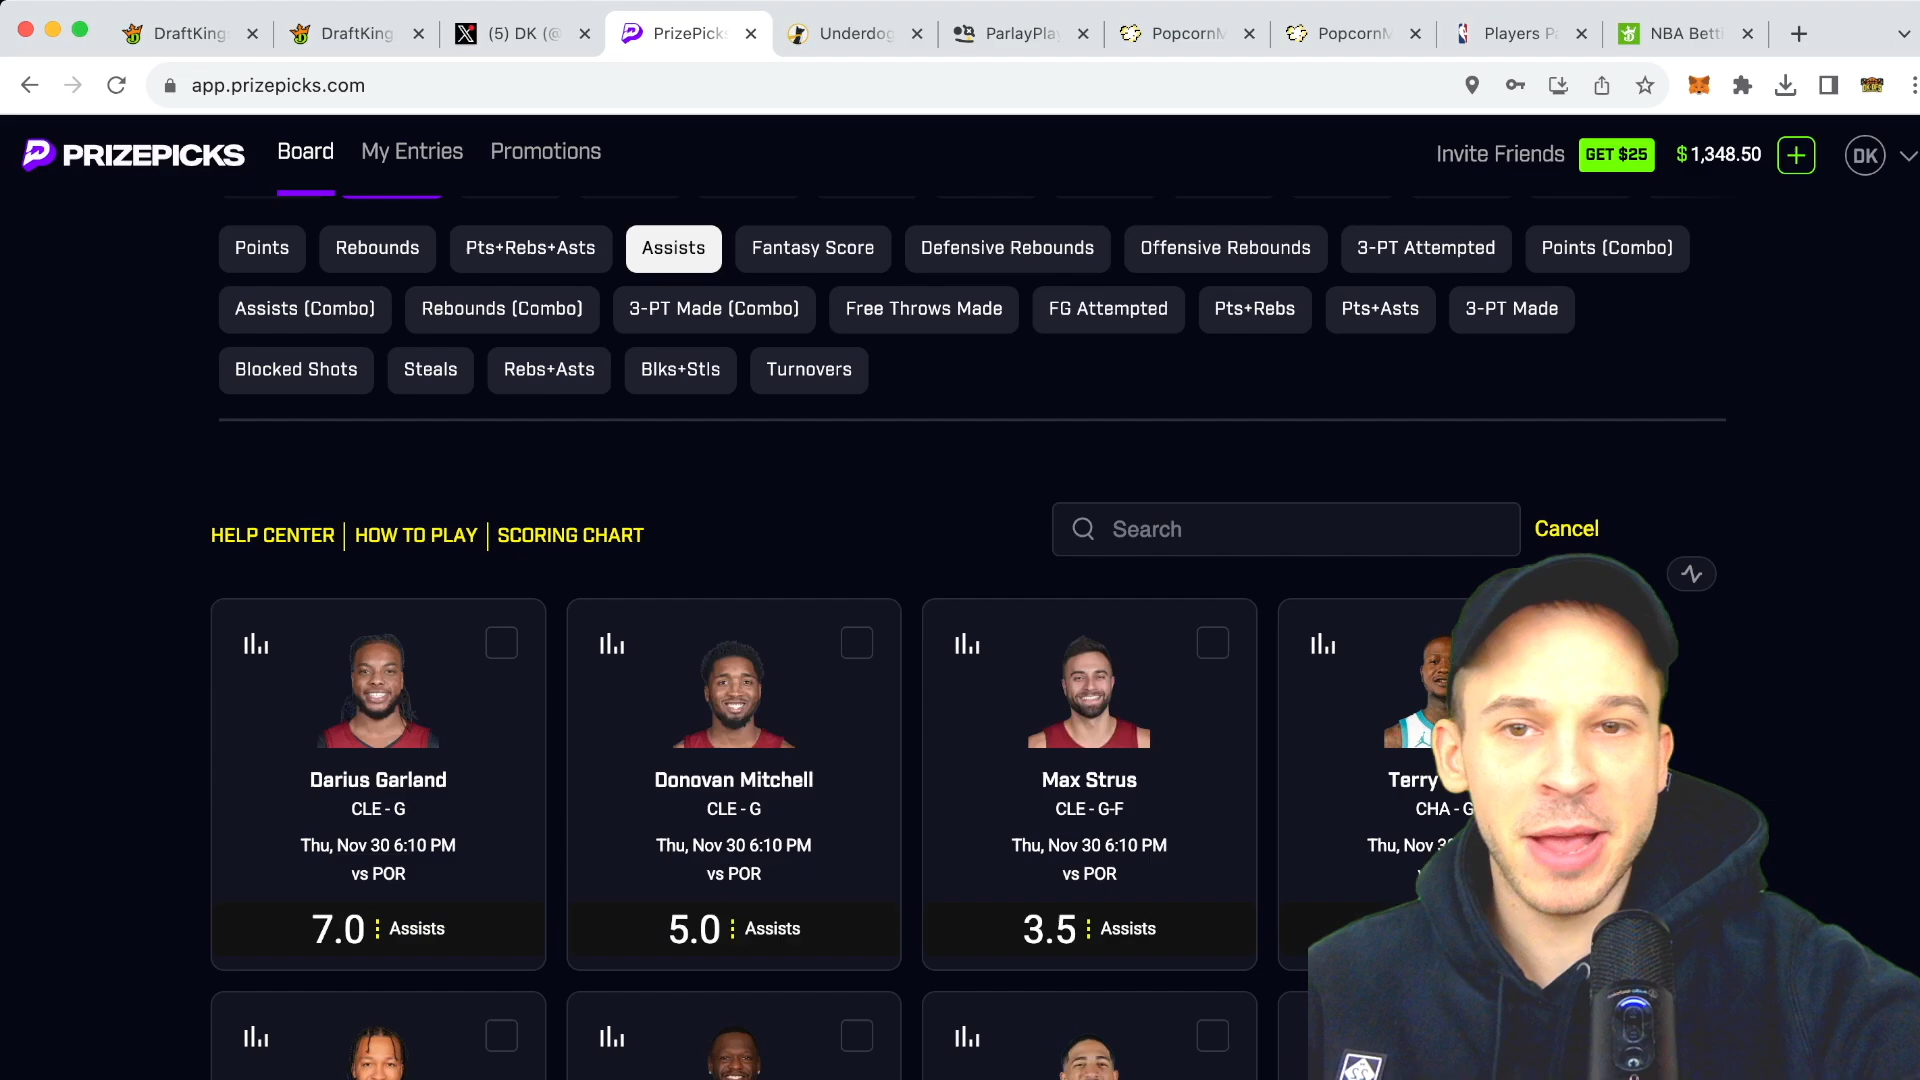 DraftKings
DraftKing
(5) DK (@
PrizePicks
Underdog
ParlayPlay
PopcornM
PopcornM
Players P
NBA Betti
app.prizepicks.com
PRIZEPICKS
Board
My Entries
Promotions
Invite Friends
GET $25
$1,348.50
DK
Points
Rebounds
Pts+Rebs+Asts
Assists
Fantasy Score
Defensive Rebounds
Offensive Rebounds
3-PT Attempted
Points (Combo)
Assists (Combo)
Rebounds (Combo)
3-PT Made (Combo)
Free Throws Made
FG Attempted
Pts+Rebs
Pts+Asts
3-PT Made
Blocked Shots
Steals
Rebs+Asts
Blks+Stls
Turnovers
HELP CENTER
HOW TO PLAY
SCORING CHART
Search
Cancel
Darius Garland
CLE - G
Thu, Nov 30 6:10 PM
vs POR
7.0 Assists
Donovan Mitchell
CLE - G
Thu, Nov 30 6:10 PM
vs POR
5.0 Assists
Max Strus
CLE - G-F
Thu, Nov 30 6:10 PM
vs POR
3.5 Assists
Terry
CHA - G
Thu, Nov 30